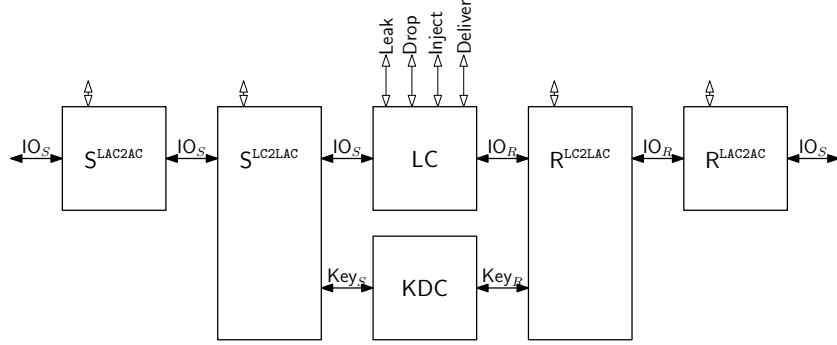 Leak
Drop
Inject
Deliver
IO_S
S^LAC2AC
IO_S
S^LC2LAC
IO_S
LC
IO_R
R^LC2LAC
IO_R
R^LAC2AC
IO_S
Key_S
KDC
Key_R